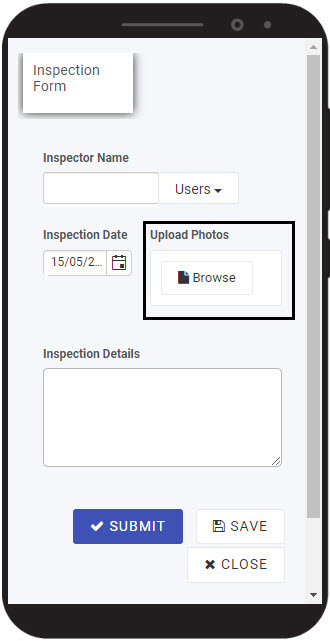 Inspection
Form
Inspector Name
Users
Inspection Date
Upload Photos
15/05/2...
Browse
Inspection Details
SUBMIT
SAVE
CLOSE